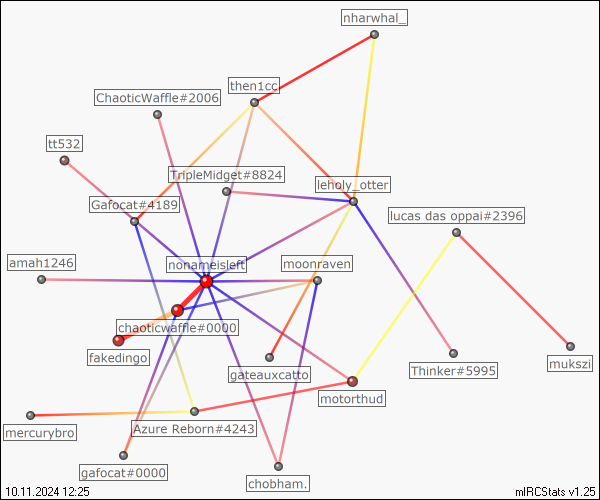 nharwhal_
then1cc
ChaoticWaffle#2006
tt532
TripleMidget#8824
leholy_otter
Gafocat#4189
lucas das oppai#2396
amah1246
nonameisleft
moonraven
chaoticwaffle#0000
fakedingo
gateauxcatto
Thinker#5995
mukszi
motorthud
mercurybro
Azure Reborn#4243
gafocat#0000
chobham.
10.11.2024 12:25
mIRCStats v1.25